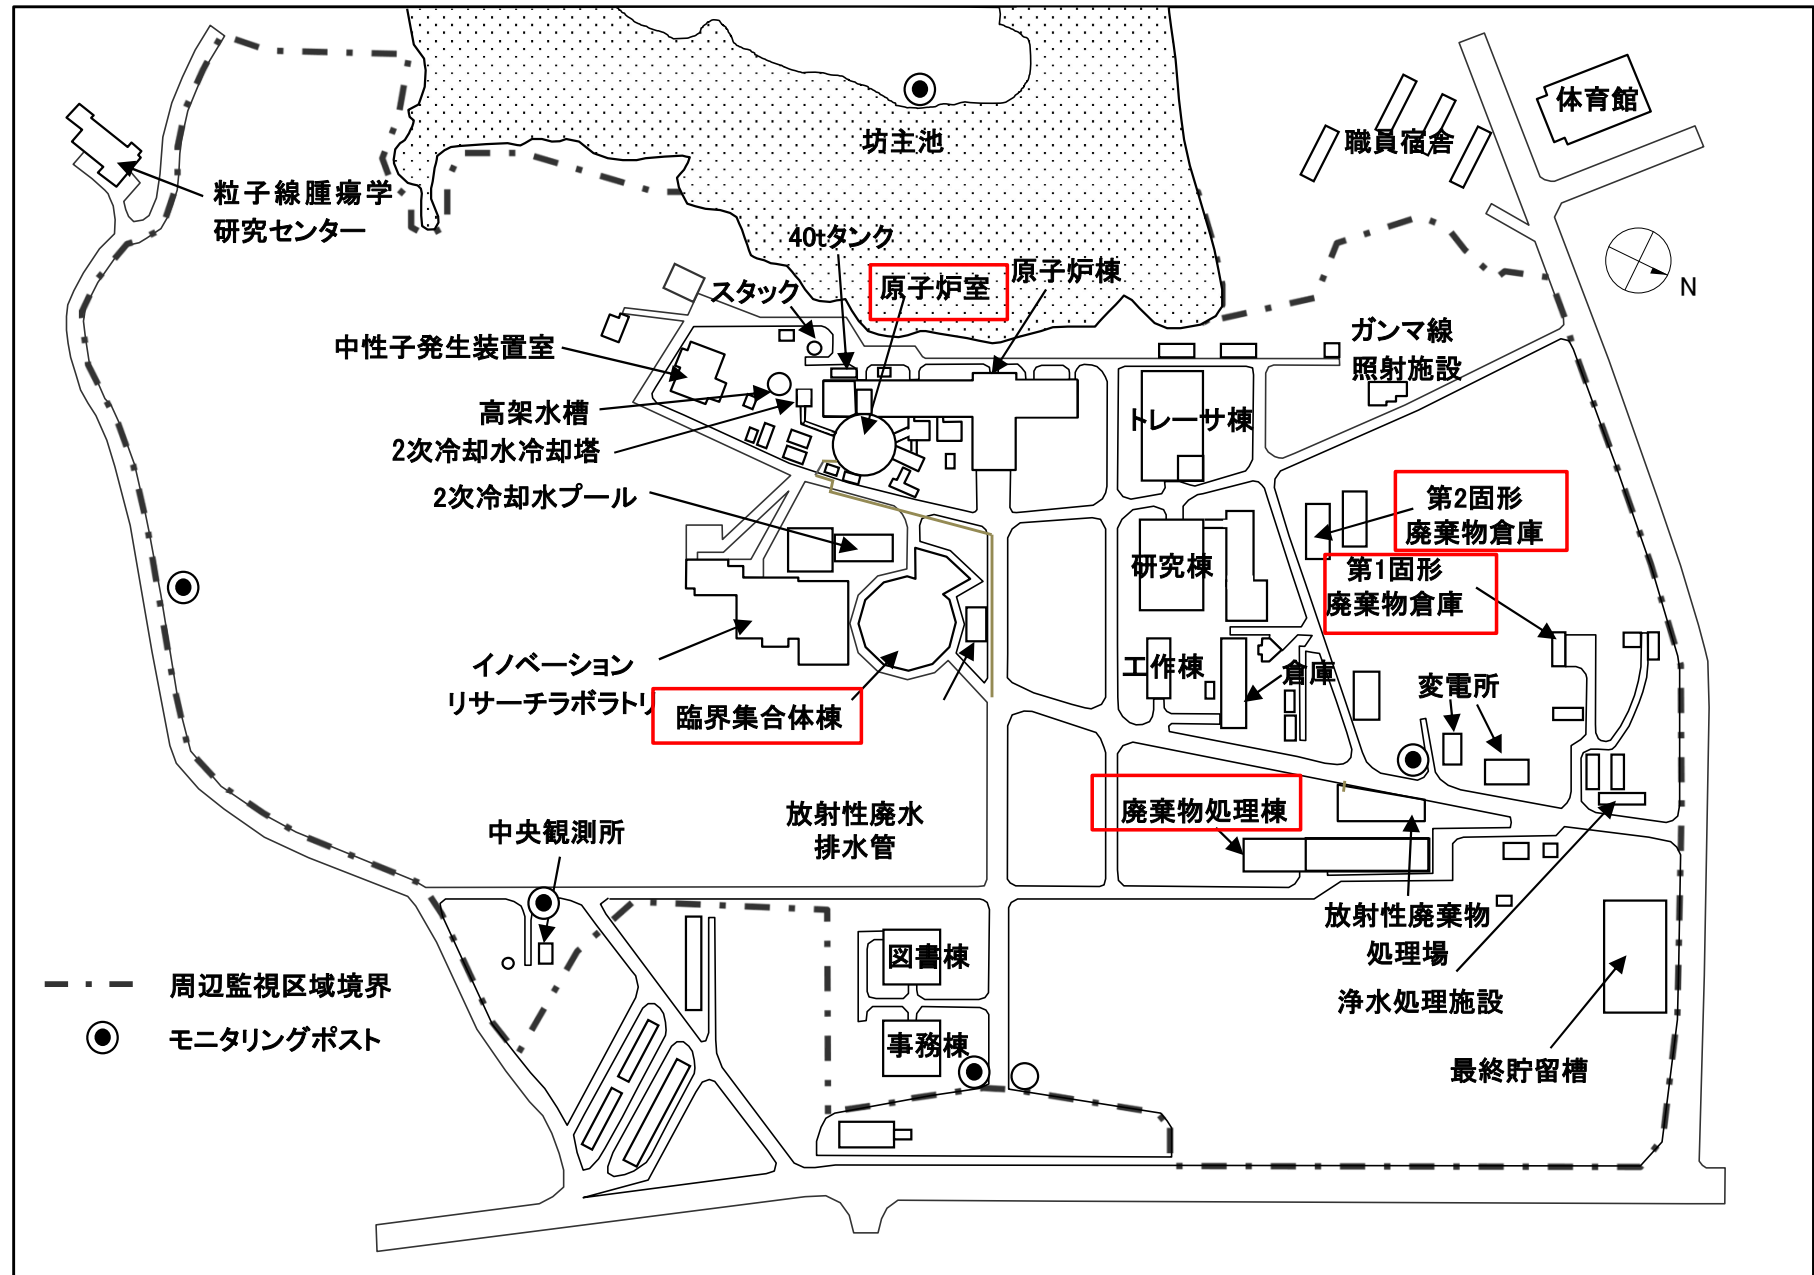 体育館
職員宿舎
坊主池
粒子線腫瘍学
研究センター
40tタンク
原子炉室
原子炉棟
スタック
N
中性子発生装置室
ガンマ線
照射施設
高架水槽
トレーサ棟
2次冷却水冷却塔
2次冷却水プール
第2固形
廃棄物倉庫
研究棟
第1固形
廃棄物倉庫
イノベーション
リサーチラボラトリ
工作棟
倉庫
変電所
臨界集合体棟
放射性廃水
排水管
廃棄物処理棟
中央観測所
放射性廃棄物
処理場
図書棟
周辺監視区域境界
浄水処理施設
モニタリングポスト
事務棟
最終貯留槽